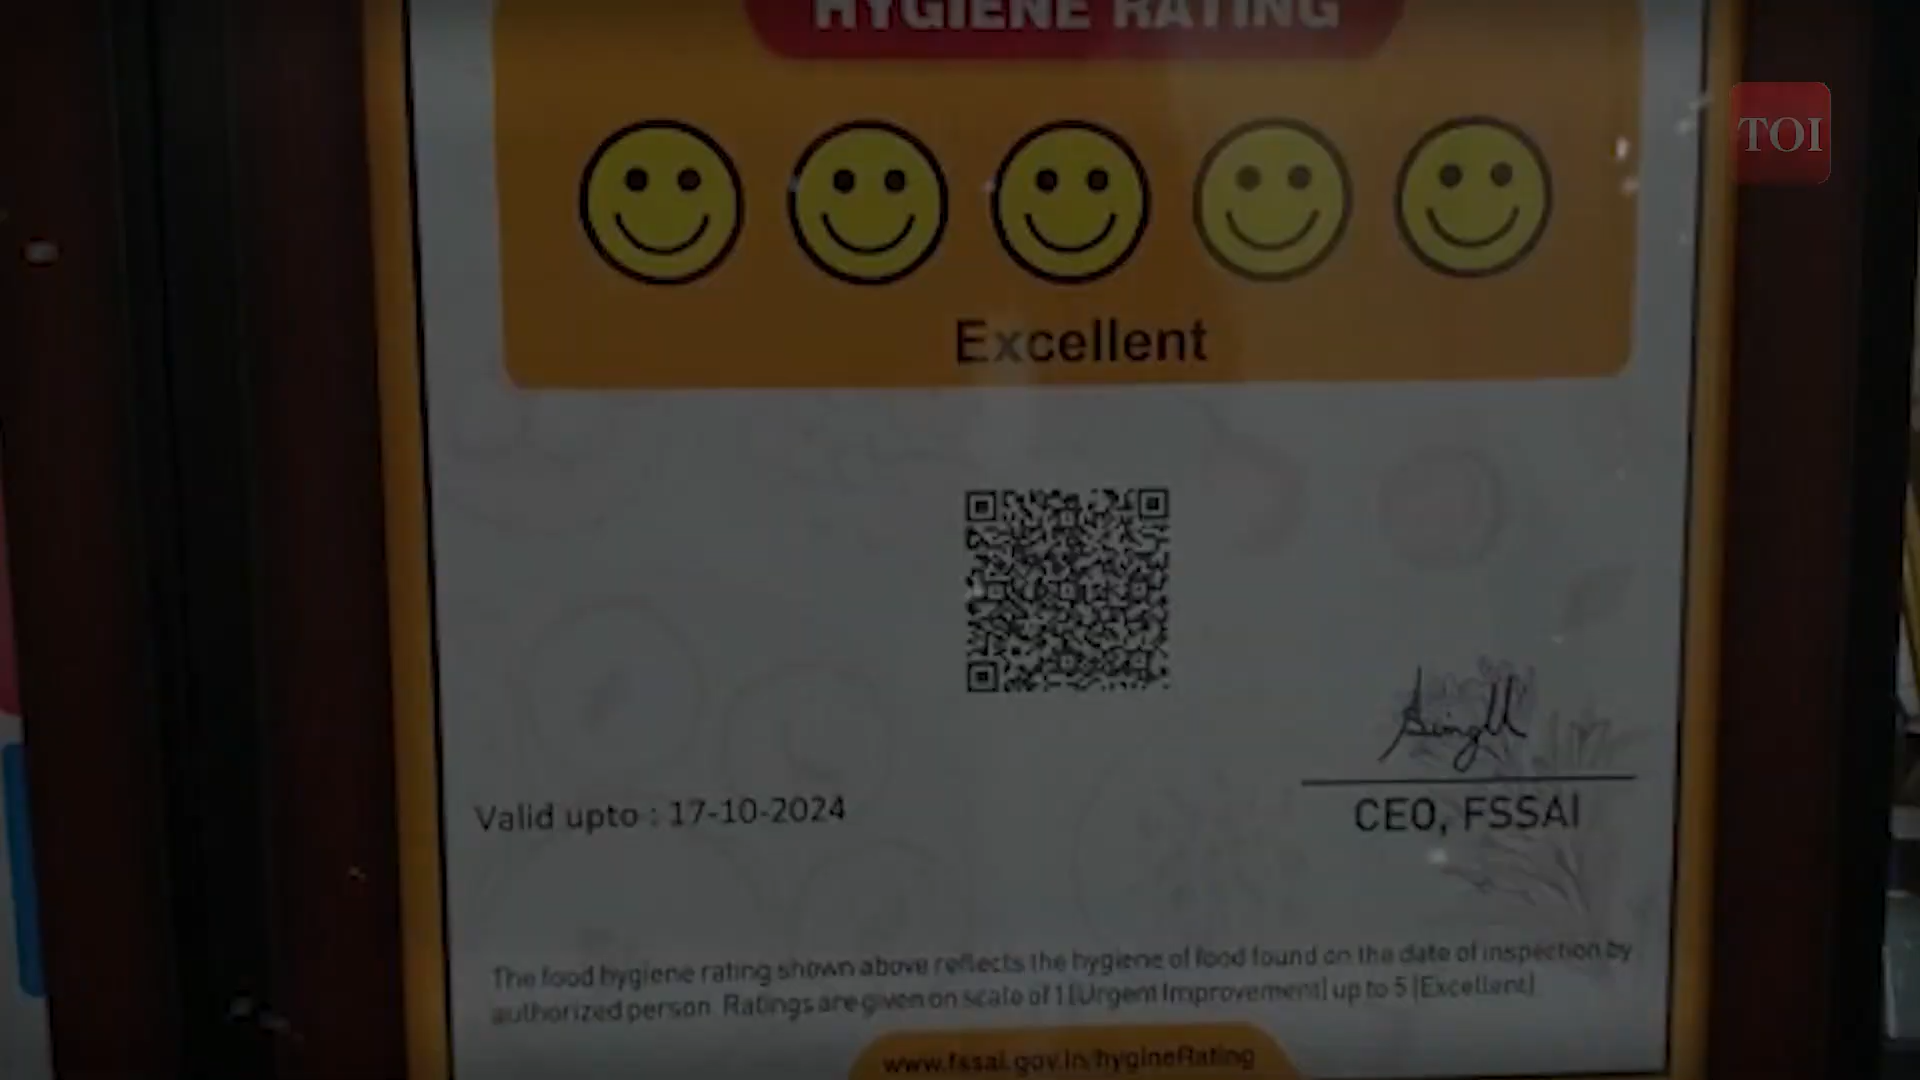 HYGIENE RATING
TOI
Excellent
Valid upto : 17-10-2024
CEO, FSSAI
The food hygiene rating shown above reflects the hygiene of food found on the date of inspection by
authorized person. Ratings are given on scale of 1 [Urgent Improvement] up to 5 [Excellent]
www.fssai.gov.in/hygineRating